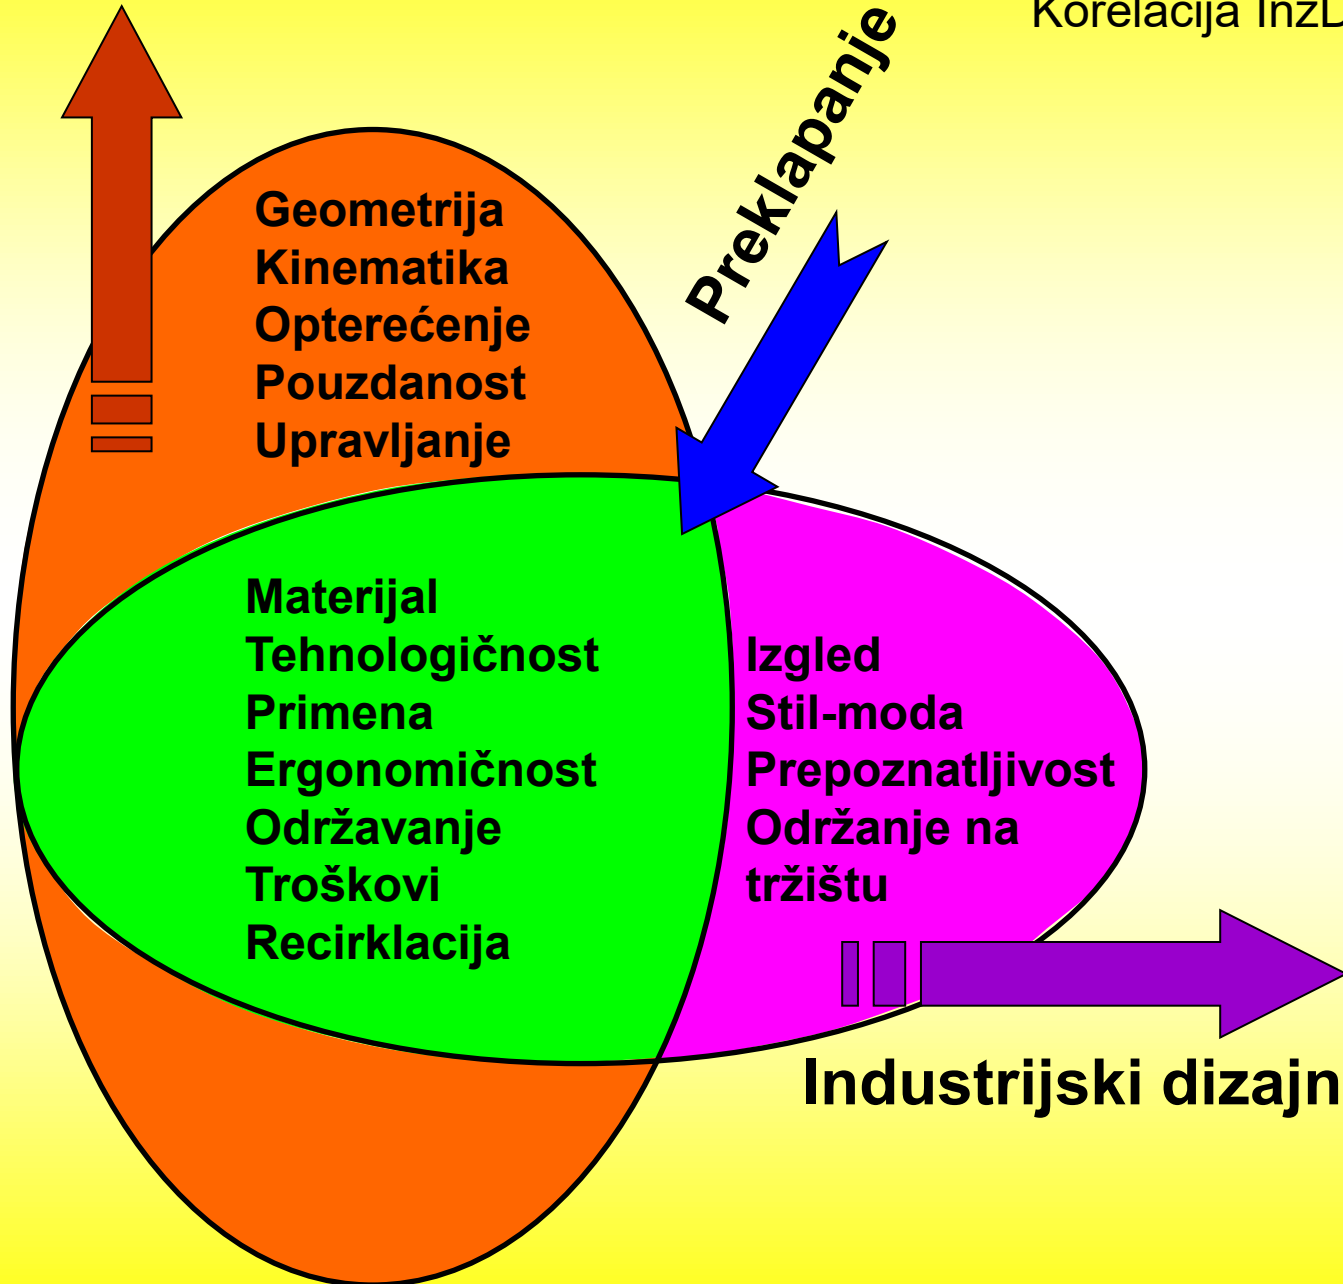 Korelacija InzD
Preklapanje
Geometrija
Kinematika
Opterećenje
Pouzdanost
Upravljanje
Materijal
Tehnologičnost
Primena
Ergonomičnost
Održavanje
Troškovi
Recirklacija
Izgled
Stil-moda
Prepoznatljivost
Održanje na
tržištu
Industrijski dizajn